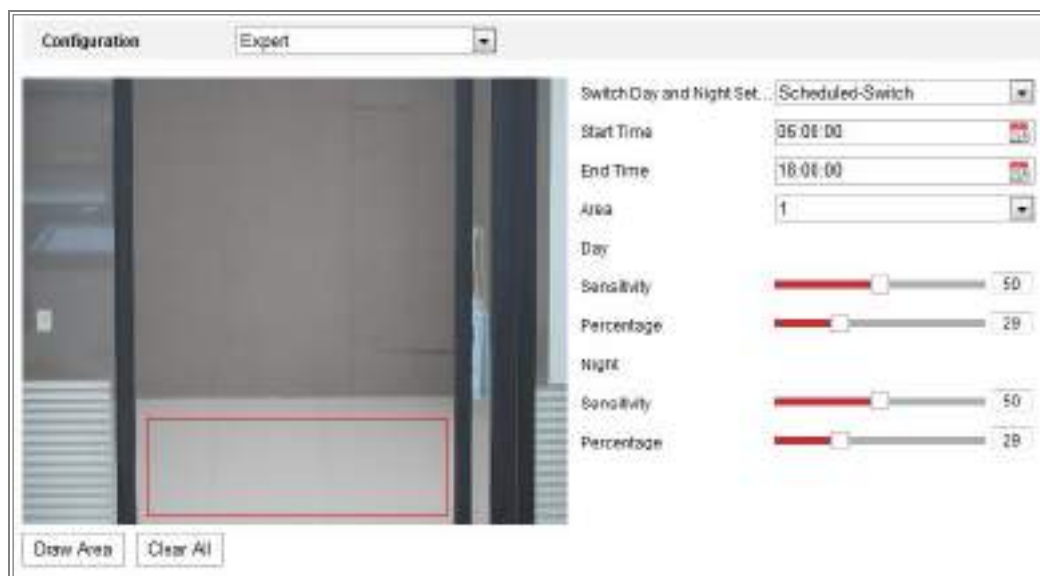 Configuration
Expert
Switch Day and Night Set...
Scheduled-Switch
Start Time
06:00:00
End Time
18:00:00
Area
1
Day
Sensitivity
50
Percentage
29
Night
Sensitivity
50
Percentage
29
Draw Area
Clear All